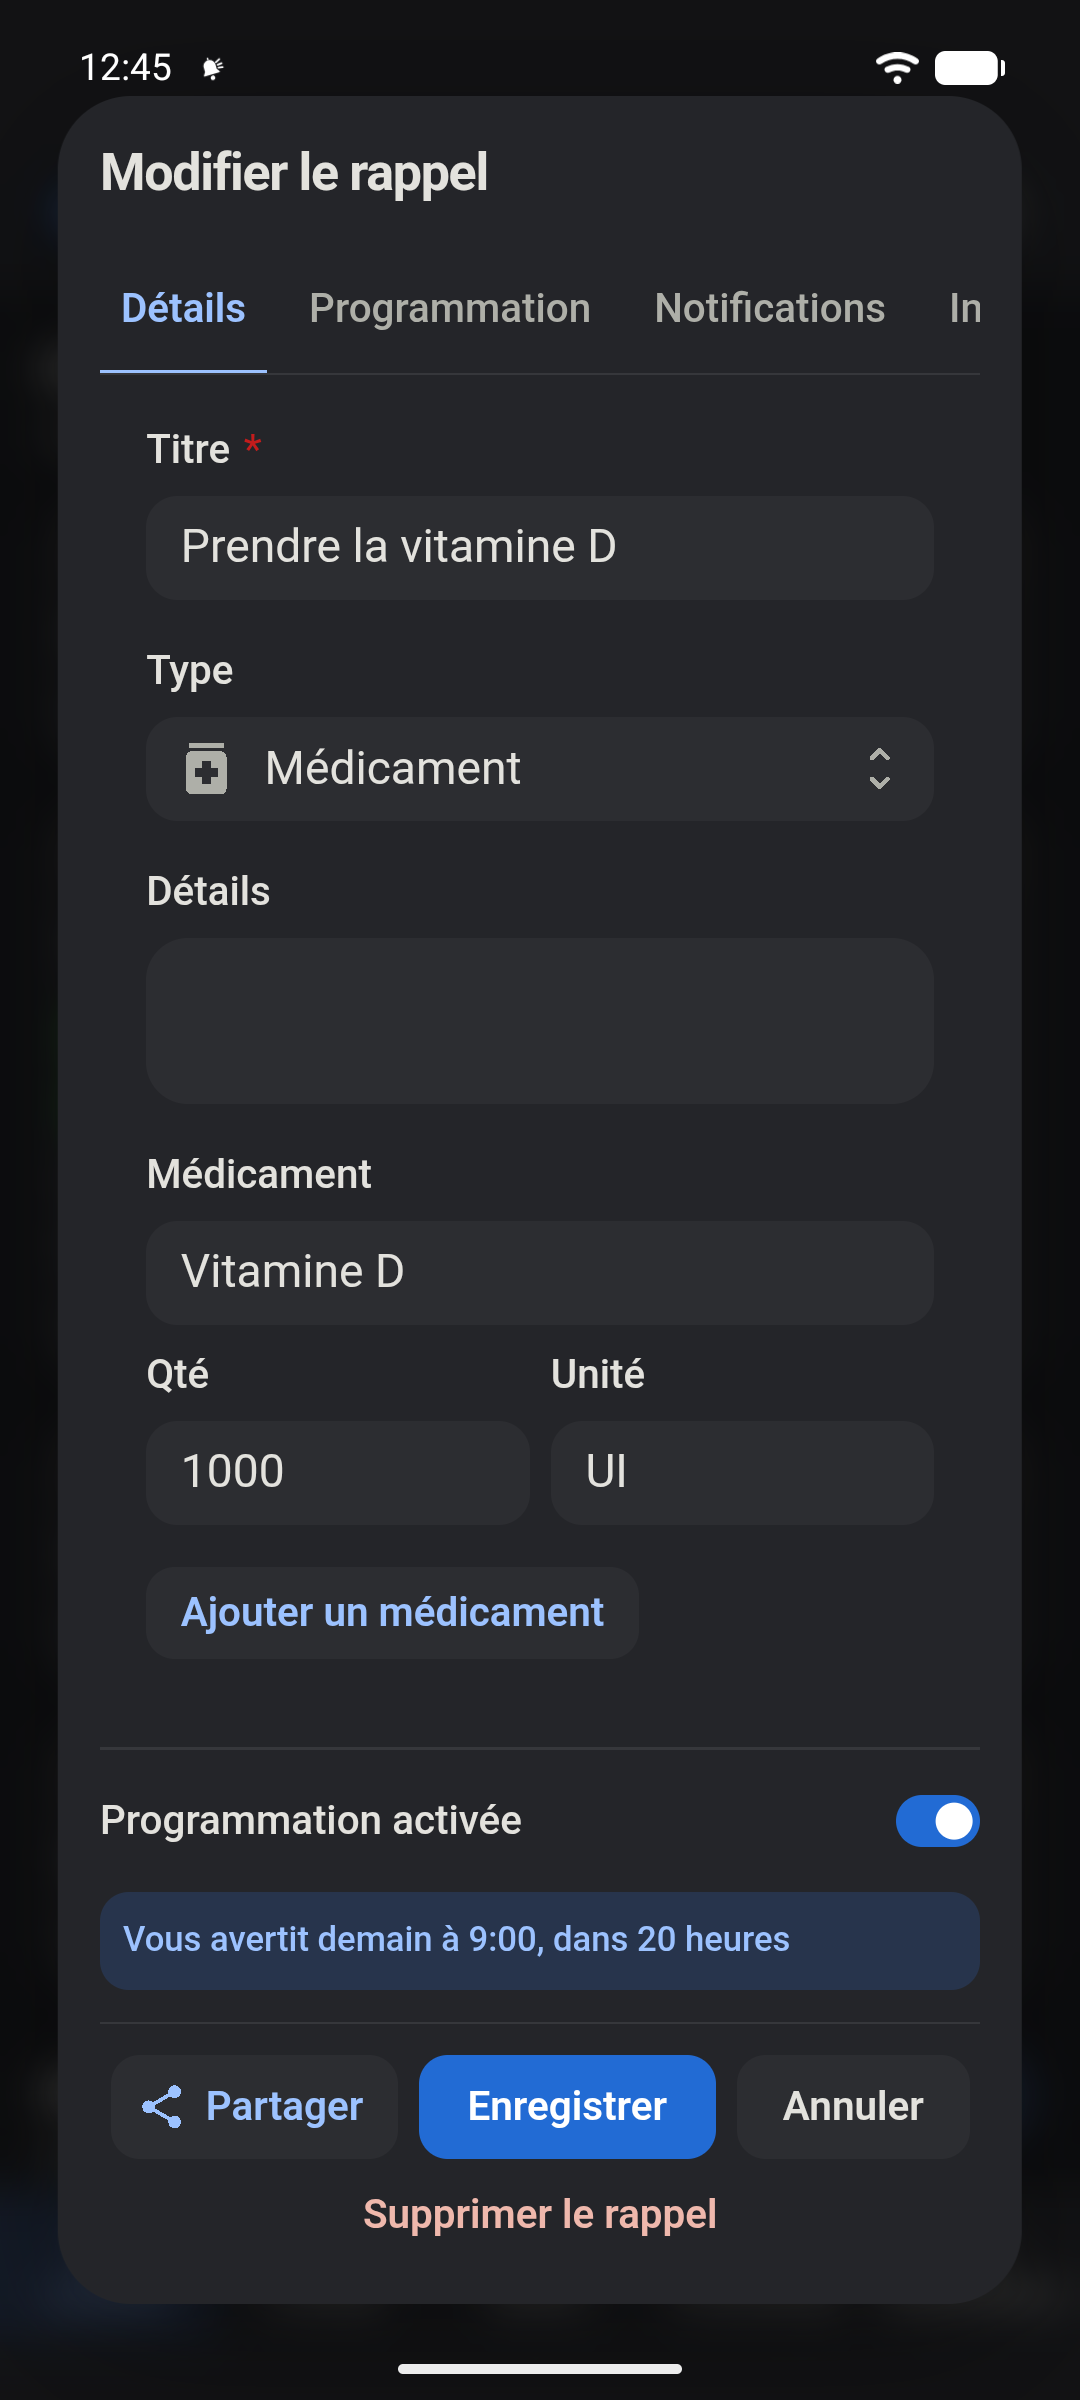 12:45
Modifier le rappel
Détails Programmation Notifications In
Titre *
Prendre la vitamine D
Type
Médicament
Détails
Médicament
Vitamine D
Qté Unité
1000 UI
Ajouter un médicament
Programmation activée
Vous avertit demain à 9:00, dans 20 heures
Partager Enregistrer Annuler
Supprimer le rappel